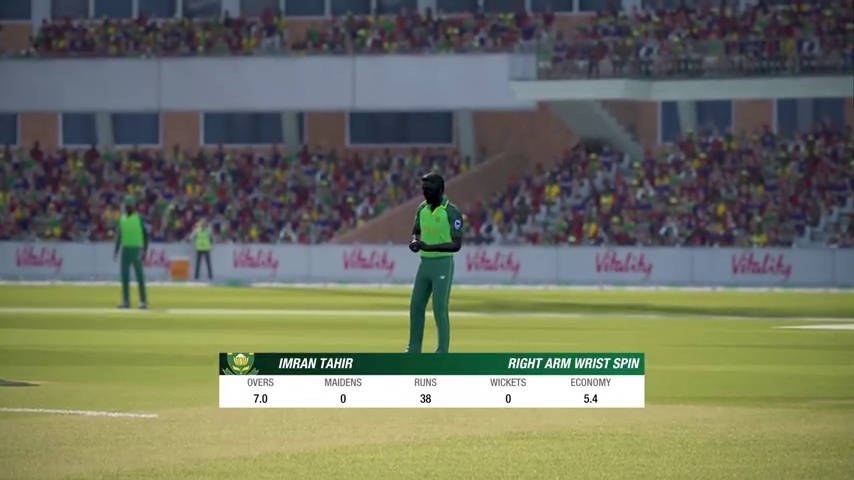 Vitality Vitality Vitality Vitality Vitality Vitality
IMRAN TAHIR RIGHT ARM WRIST SPIN
OVERS MAIDENS RUNS WICKETS ECONOMY
7.0 0 38 0 5.4